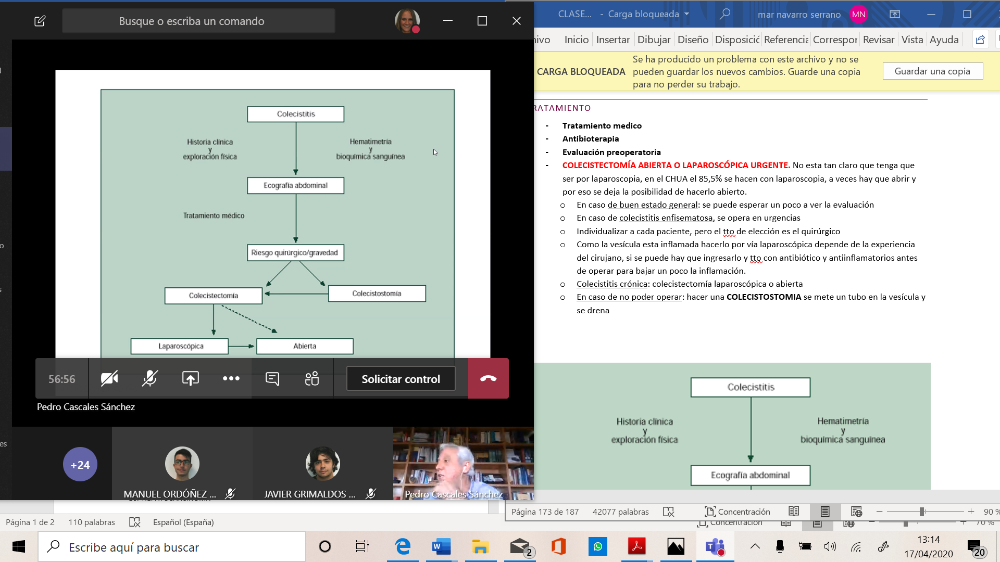 Busque o escriba un comando
Colecistitis
Historia clínica
y
exploración física
Hematimetría
y
bioquímica sanguínea
Ecografía abdominal
Tratamiento médico
Riesgo quirúrgico/gravedad
Colecistectomía
Colecistostomía
Laparoscópica
Abierta
56:56
Solicitar control
Pedro Cascales Sánchez
+24
MANUEL ORDÓÑEZ ...
JAVIER GRIMALDOS ...
Pedro Cascales Sánchez
CLASE... - Carga bloqueada
mar navarro serrano MN
ivo Inicio Insertar Dibujar Diseño Disposició Referencia Correspor Revisar Vista Ayuda
CARGA BLOQUEADA
Se ha producido un problema con este archivo y no se
pueden guardar los nuevos cambios. Guarde una copia
para no perder su trabajo.
Guardar una copia
RATAMIENTO
- Tratamiento medico
- Antibioterapia
- Evaluación preoperatoria
- COLECISTECTOMÍA ABIERTA O LAPAROSCÓPICA URGENTE. No esta tan claro que tenga que
ser por laparoscopia, en el CHUA el 85,5% se hacen con laparoscopia, a veces hay que abrir y
por eso se deja la posibilidad de hacerlo abierto.
o En caso de buen estado general: se puede esperar un poco a ver la evaluación
o En caso de colecistitis enfisematosa, se opera en urgencias
o Individualizar a cada paciente, pero el tto de elección es el quirúrgico
o Como la vesícula esta inflamada hacerlo por vía laparoscópica depende de la experiencia
del cirujano, si se puede hay que ingresarlo y tto con antibiótico y antiinflamatorios antes
de operar para bajar un poco la inflamación.
o Colecistitis crónica: colecistectomía laparoscópica o abierta
o En caso de no poder operar: hacer una COLECISTOSTOMIA se mete un tubo en la vesícula y
se drena
Colecistitis
Historia clínica
y
exploración física
Hematimetría
y
bioquímica sanguínea
Ecografía abdominal
Página 173 de 187 42077 palabras
Concentración
90 %
Página 1 de 2 110 palabras Español (España)
Concentración
70 %
Escribe aquí para buscar
2
13:14
17/04/2020
20